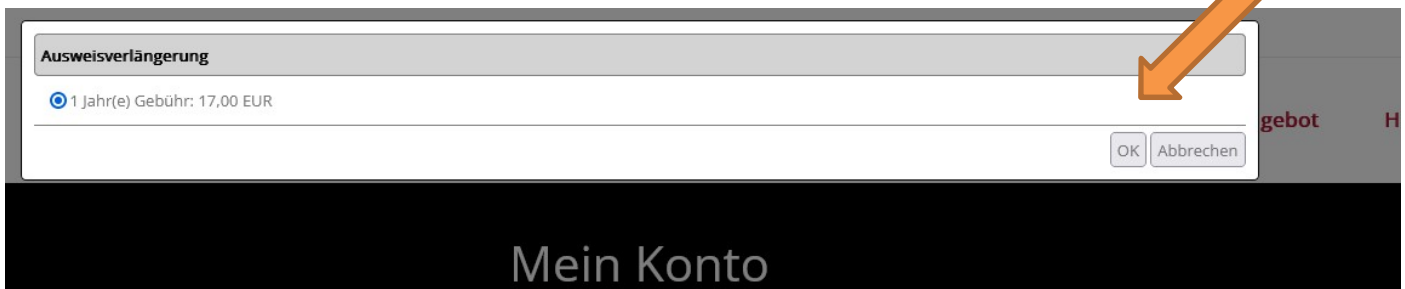 Ausweisverlängerung
1 Jahr(e) Gebühr: 17,00 EUR
gebot H
OK Abbrechen
Mein Konto